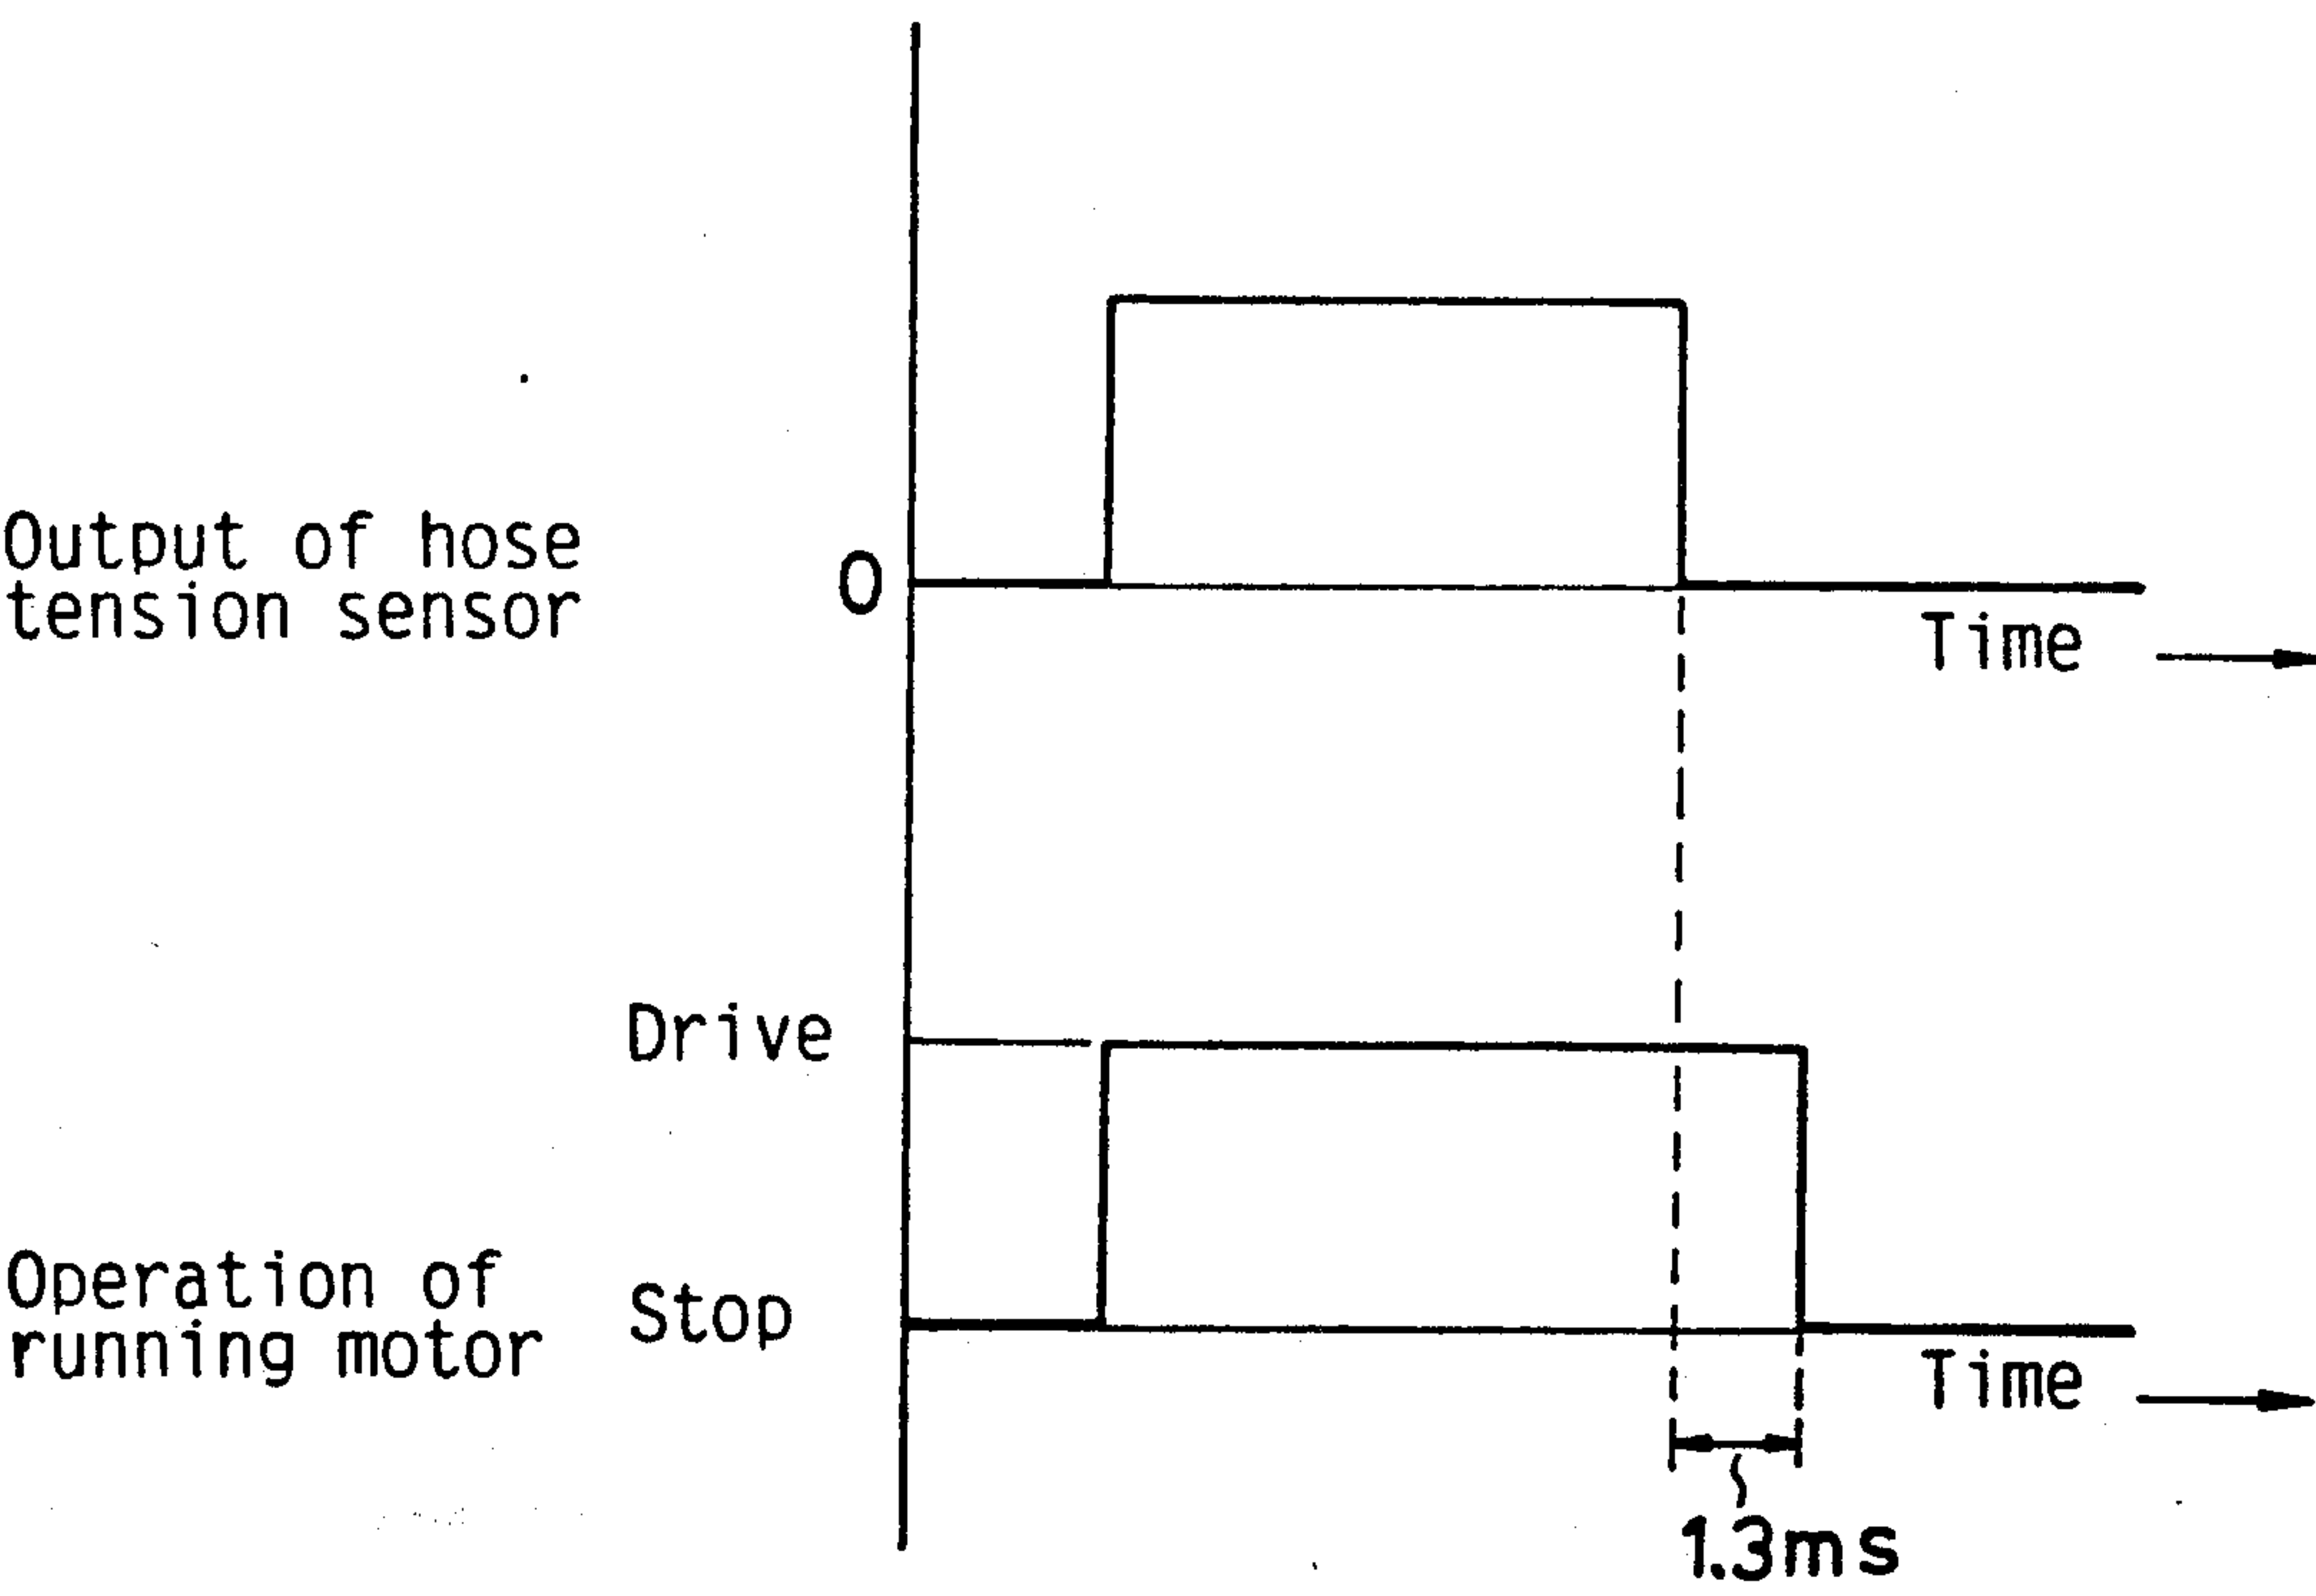 Output of hose
tension sensor
0
Time
Drive
Operation of
running motor
Stop
Time
1.3ms